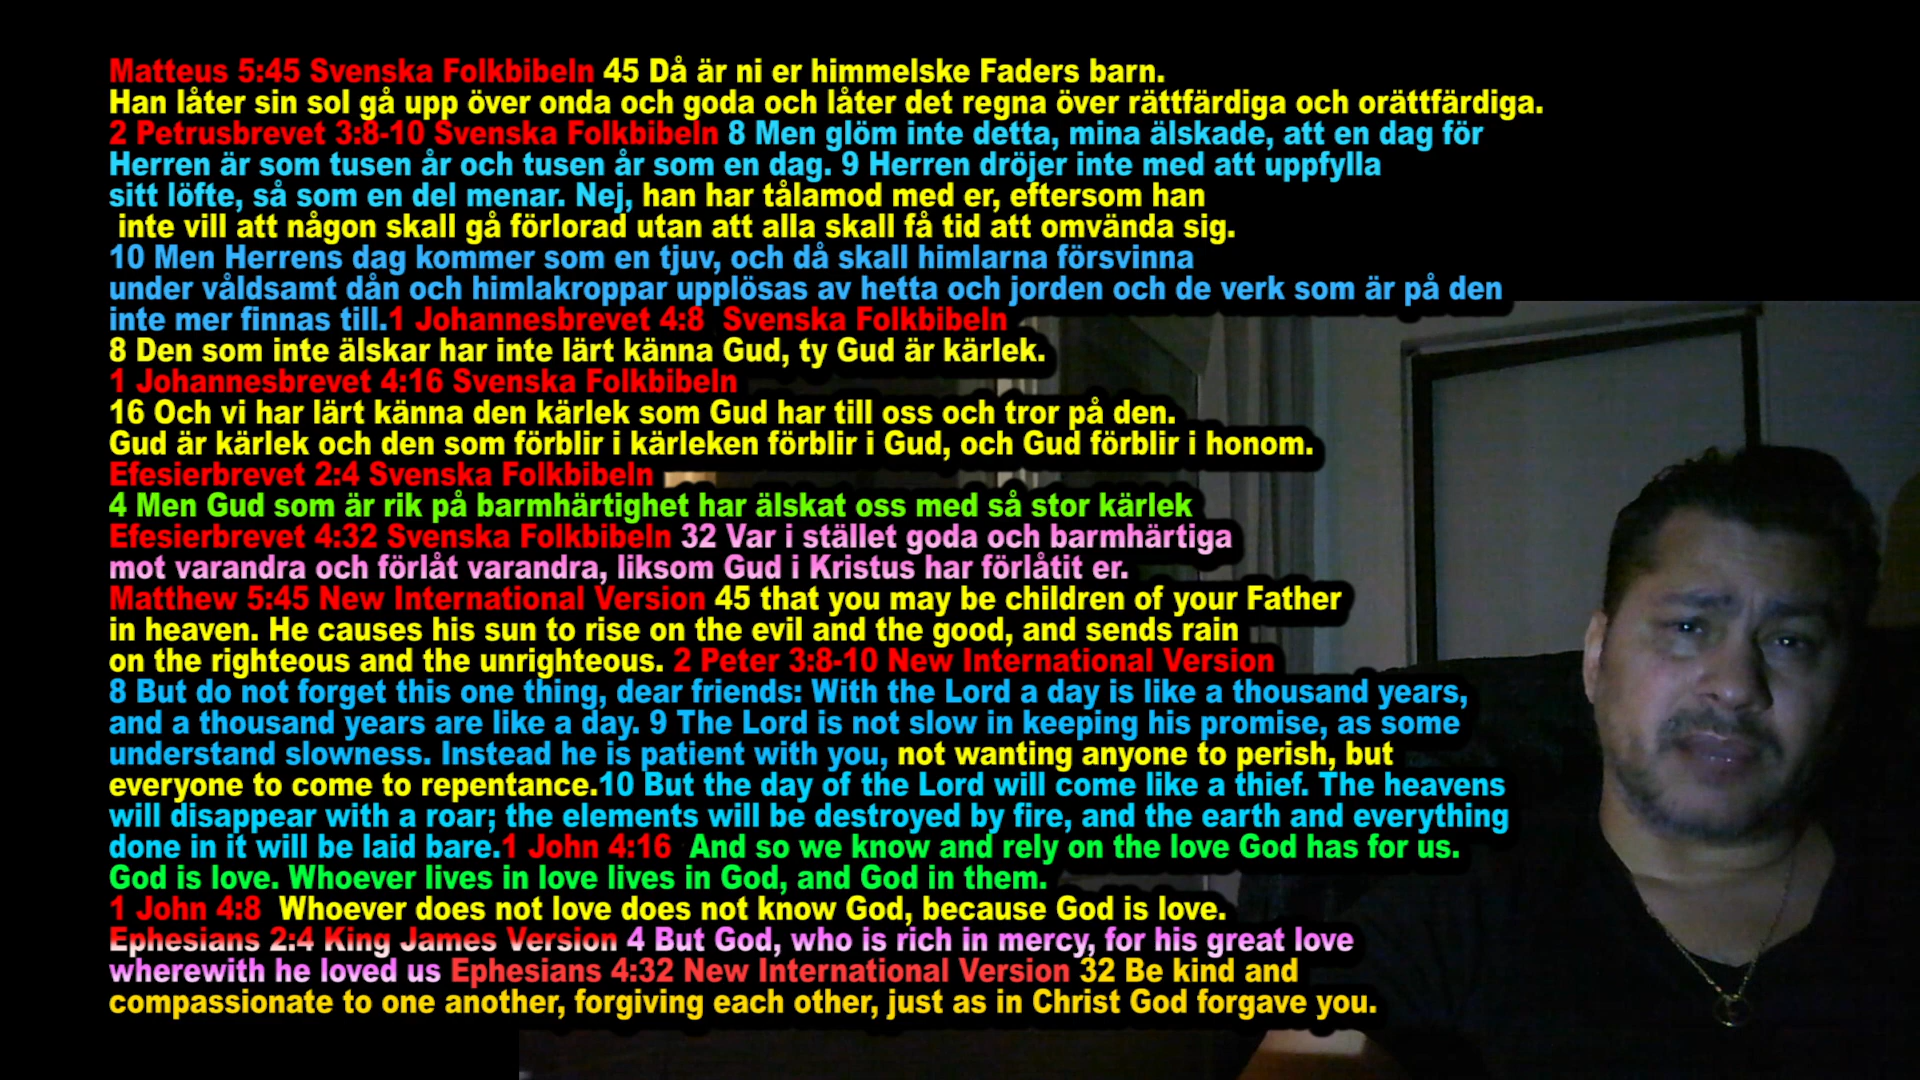 Matteus 5:45 Svenska Folkbibeln 45 Då är ni er himmelske Faders barn.
Han låter sin sol gå upp över onda och goda och låter det regna över rättfärdiga och orättfärdiga.
2 Petrusbrevet 3:8-10 Svenska Folkbibeln 8 Men glöm inte detta, mina älskade, att en dag för
Herren är som tusen år och tusen år som en dag. 9 Herren dröjer inte med att uppfylla
sitt löfte, så som en del menar. Nej, han har tålamod med er, eftersom han
inte vill att någon skall gå förlorad utan att alla skall få tid att omvända sig.
10 Men Herrens dag kommer som en tjuv, och då skall himlarna försvinna
under våldsamt dån och himlakroppar upplösas av hetta och jorden och de verk som är på den
inte mer finnas till.1 Johannesbrevet 4:8 Svenska Folkbibeln
8 Den som inte älskar har inte lärt känna Gud, ty Gud är kärlek.
1 Johannesbrevet 4:16 Svenska Folkbibeln
16 Och vi har lärt känna den kärlek som Gud har till oss och tror på den.
Gud är kärlek och den som förblir i kärleken förblir i Gud, och Gud förblir i honom.
Efesierbrevet 2:4 Svenska Folkbibeln
4 Men Gud som är rik på barmhärtighet har älskat oss med så stor kärlek
Efesierbrevet 4:32 Svenska Folkbibeln 32 Var i stället goda och barmhärtiga
mot varandra och förlåt varandra, liksom Gud i Kristus har förlåtit er.
Matthew 5:45 New International Version 45 that you may be children of your Father
in heaven. He causes his sun to rise on the evil and the good, and sends rain
on the righteous and the unrighteous. 2 Peter 3:8-10 New International Version
8 But do not forget this one thing, dear friends: With the Lord a day is like a thousand years,
and a thousand years are like a day. 9 The Lord is not slow in keeping his promise, as some
understand slowness. Instead he is patient with you, not wanting anyone to perish, but
everyone to come to repentance.10 But the day of the Lord will come like a thief. The heavens
will disappear with a roar; the elements will be destroyed by fire, and the earth and everything
done in it will be laid bare.1 John 4:16 And so we know and rely on the love God has for us.
God is love. Whoever lives in love lives in God, and God in them.
1 John 4:8 Whoever does not love does not know God, because God is love.
Ephesians 2:4 King James Version 4 But God, who is rich in mercy, for his great love
wherewith he loved us Ephesians 4:32 New International Version 32 Be kind and
compassionate to one another, forgiving each other, just as in Christ God forgave you.